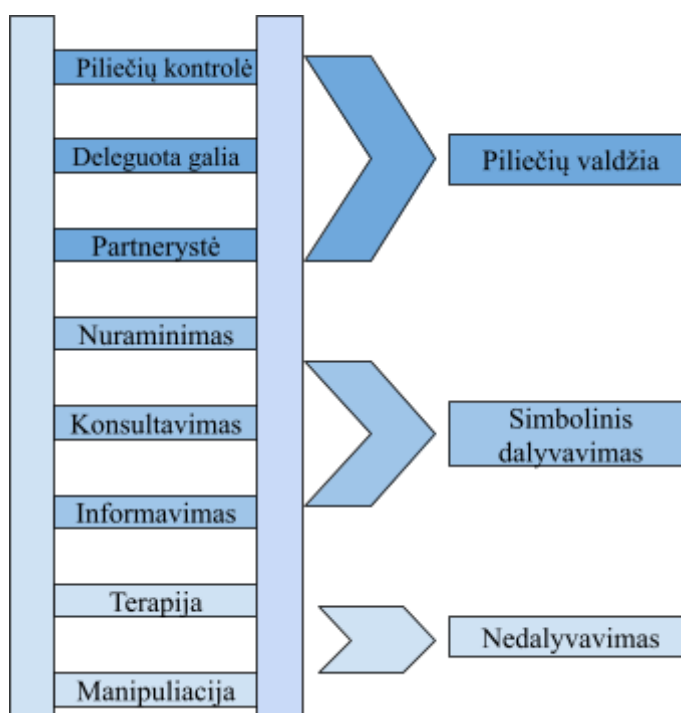 Piliečių kontrolė
Deleguota galia
Partnerystė
Nuraminimas
Konsultavimas
Informavimas
Terapija
Manipuliacija
Piliečių valdžia
Simbolinis
dalyvavimas
Nedalyvavimas